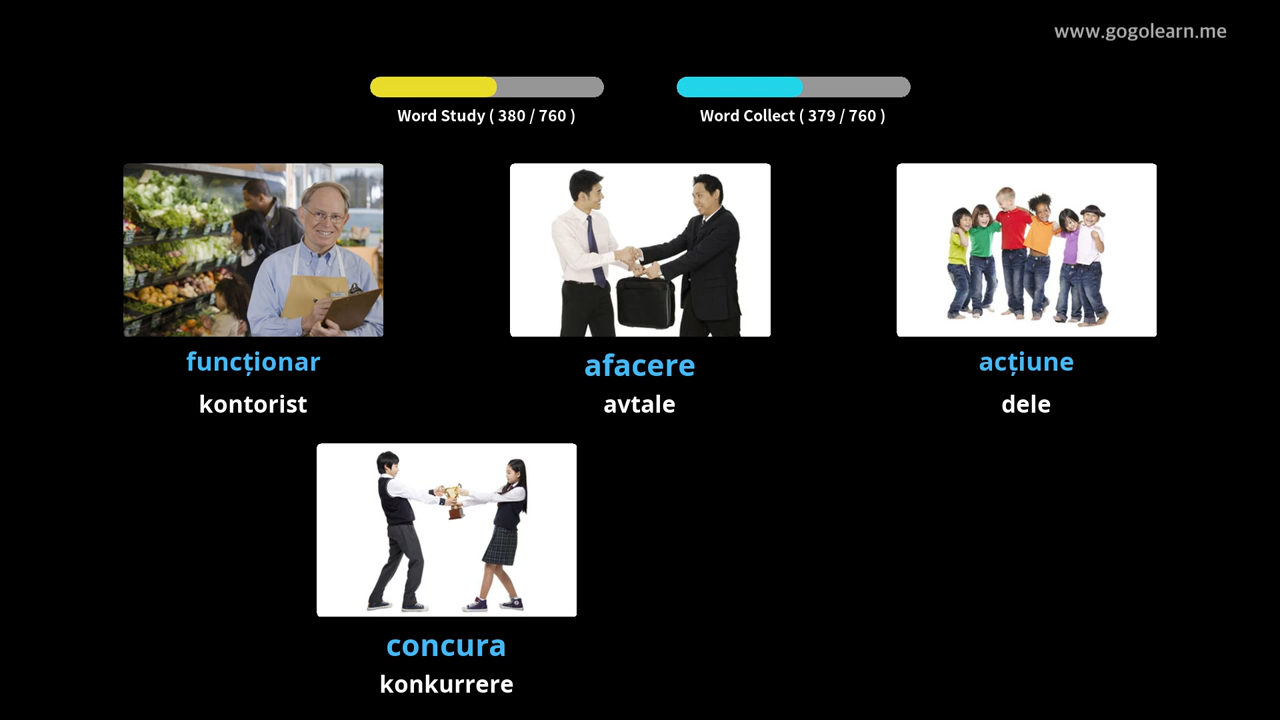 www.gogolearn.me
Word Study ( 380 / 760 )
Word Collect ( 379 / 760 )
funcționar
afacere
acțiune
kontorist
avtale
dele
concura
konkurrere